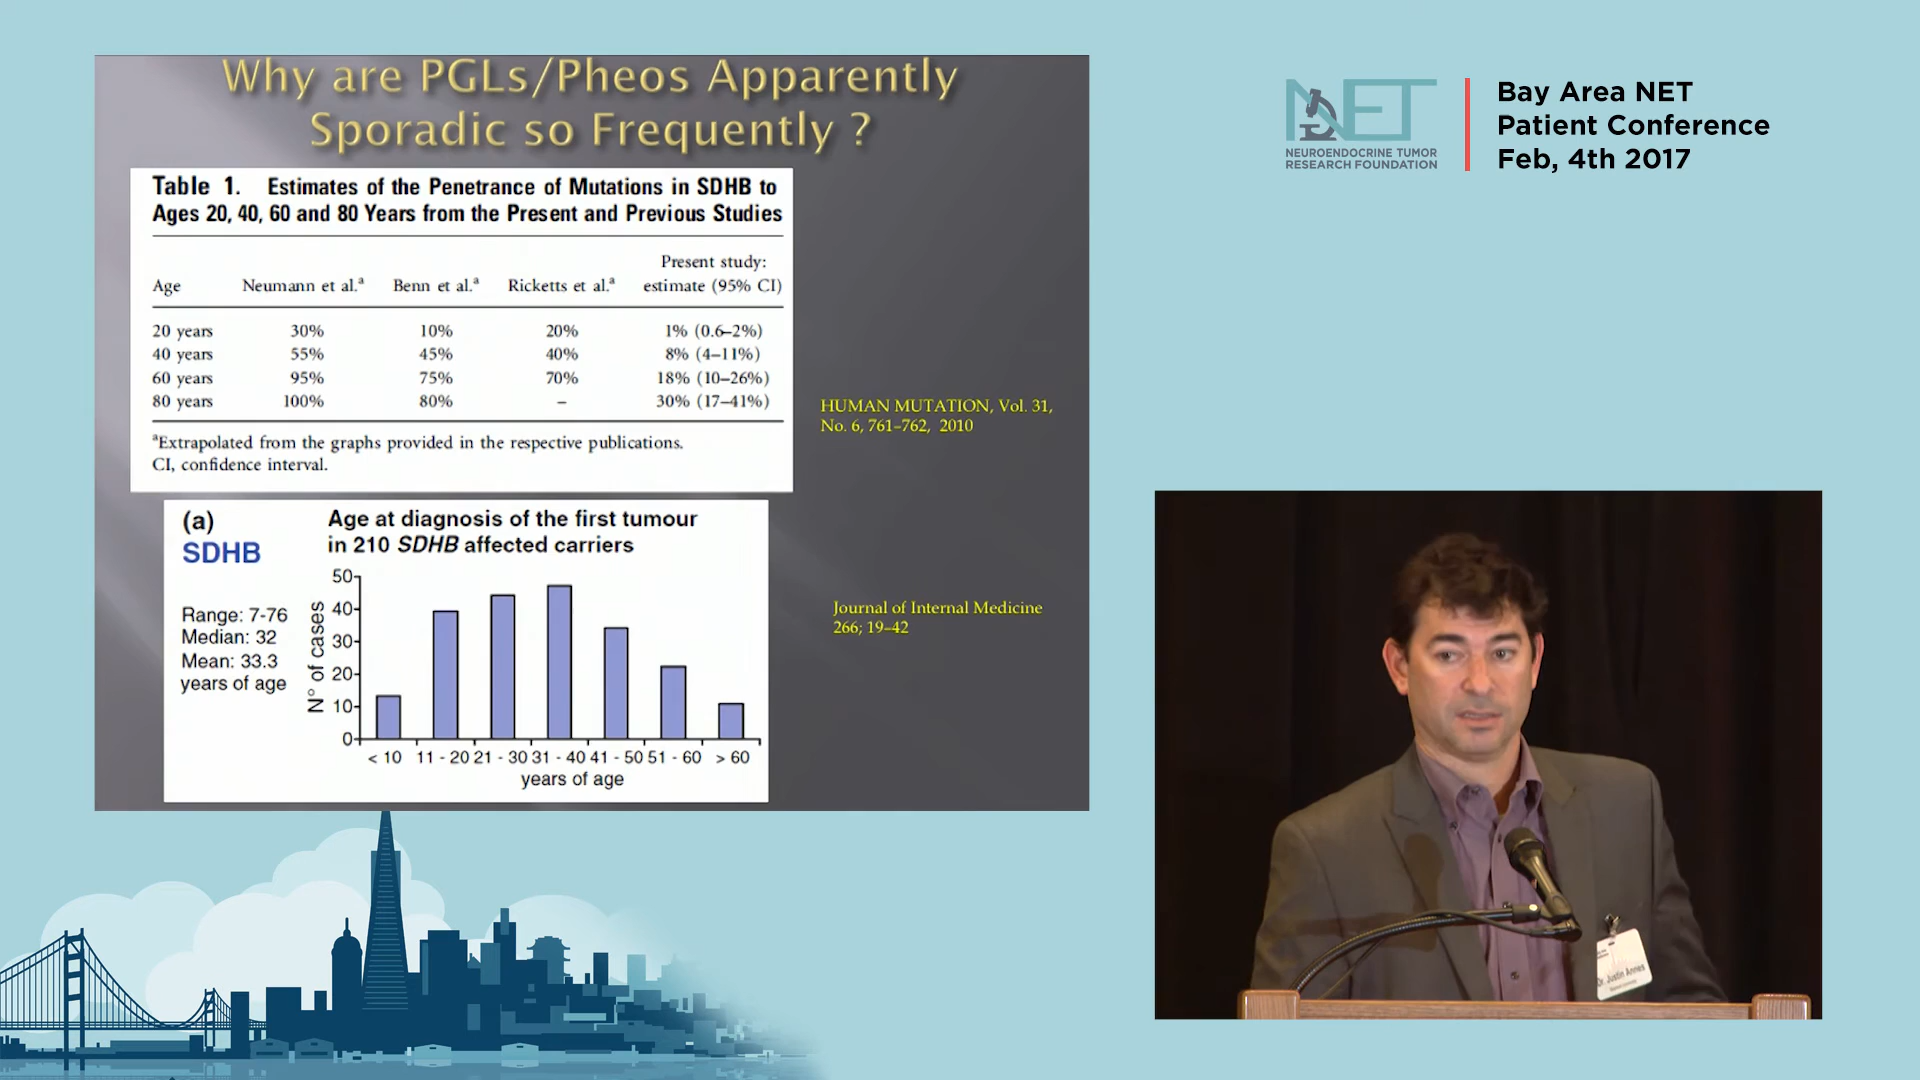 Why are PGLs/Pheos Apparently
Sporadic so Frequently ?
Table 1. Estimates of the Penetrance of Mutations in SDHB to
Ages 20, 40, 60 and 80 Years from the Present and Previous Studies
Present study:
Age Neumann et al.ᵃ Benn et al.ᵃ Ricketts et al.ᵃ estimate (95% CI)
20 years 30% 10% 20% 1% (0.6–2%)
40 years 55% 45% 40% 8% (4–11%)
60 years 95% 75% 70% 18% (10–26%)
80 years 100% 80% – 30% (17–41%)
ᵃExtrapolated from the graphs provided in the respective publications.
CI, confidence interval.
HUMAN MUTATION, Vol. 31,
No. 6, 761–762, 2010
(a)
SDHB
Age at diagnosis of the first tumour
in 210 SDHB affected carriers
Range: 7-76
Median: 32
Mean: 33.3
years of age
N° of cases
50
40
30
20
10
0
< 10 11 - 20 21 - 30 31 - 40 41 - 50 51 - 60 > 60
years of age
Journal of Internal Medicine
266; 19–42
NET
NEUROENDOCRINE TUMOR
RESEARCH FOUNDATION
Bay Area NET
Patient Conference
Feb, 4th 2017
Dr. Justin Annes